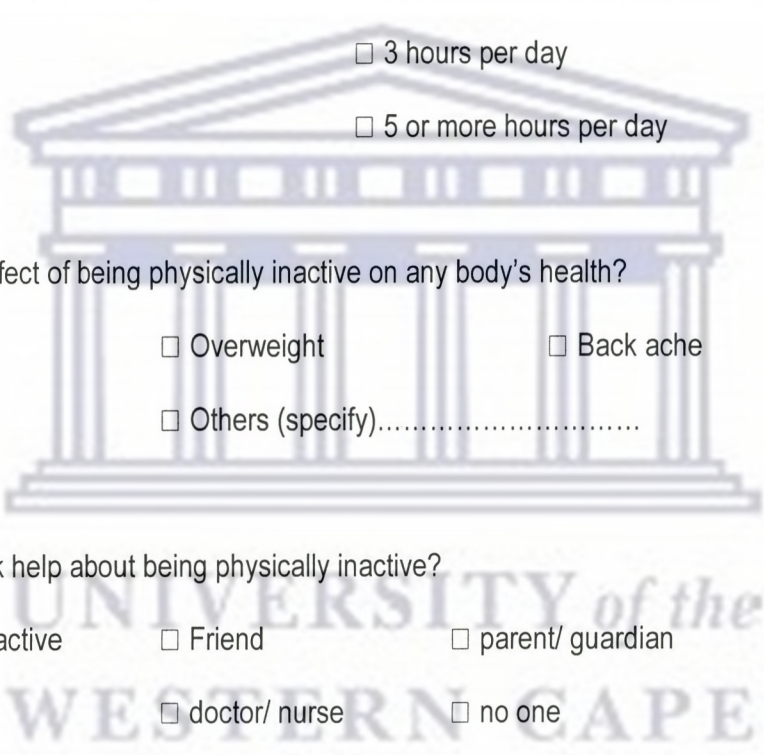 ☐ 3 hours per day
☐ 5 or more hours per day
fect of being physically inactive on any body's health?
☐ Overweight ☐ Back ache
☐ Others (specify)……………………………
k help about being physically inactive?
active ☐ Friend ☐ parent/ guardian
☐ doctor/ nurse ☐ no one
UNIVERSITY of the
WESTERN CAPE